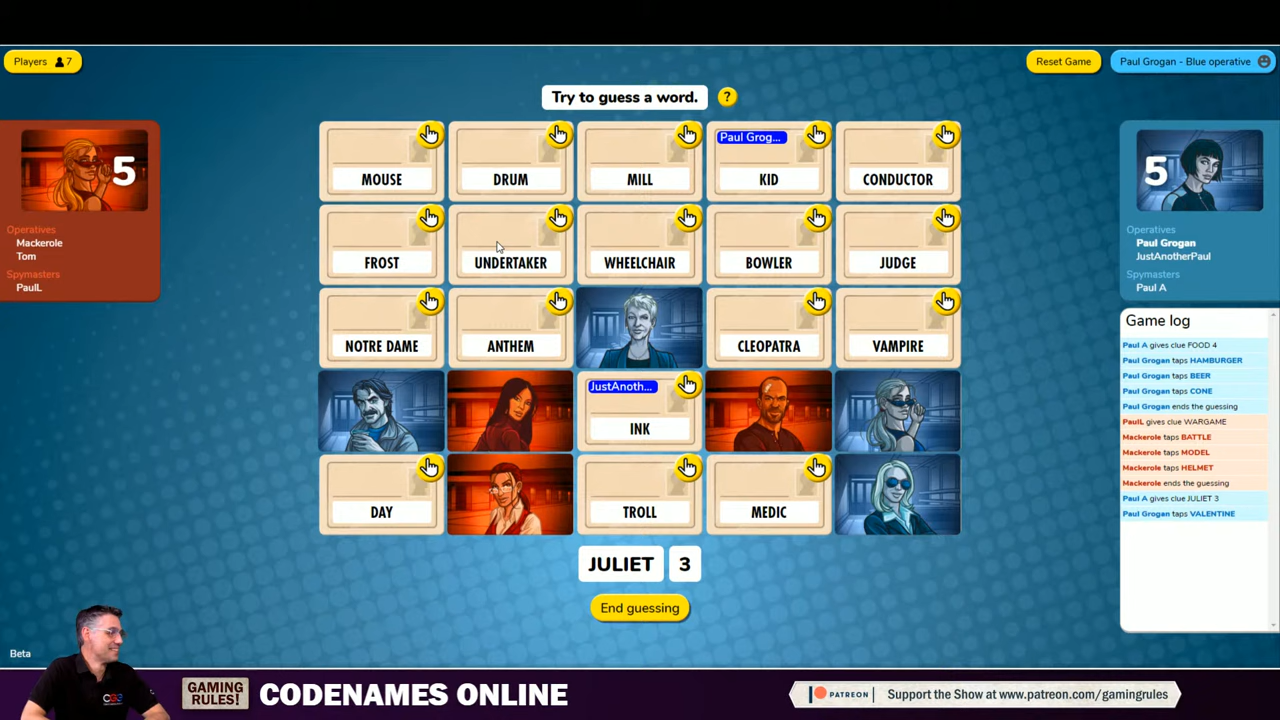 Players 7
Reset Game
Paul Grogan - Blue operative
Try to guess a word. ?
5
Operatives
Mackerole
Tom
Spymasters
PaulL
MOUSE
DRUM
MILL
Paul Grog...
KID
CONDUCTOR
FROST
UNDERTAKER
WHEELCHAIR
BOWLER
JUDGE
NOTRE DAME
ANTHEM
CLEOPATRA
VAMPIRE
JustAnoth...
INK
DAY
TROLL
MEDIC
JULIET 3
End guessing
5
Operatives
Paul Grogan
JustAnotherPaul
Spymasters
Paul A
Game log
Paul A gives clue FOOD 4
Paul Grogan taps HAMBURGER
Paul Grogan taps BEER
Paul Grogan taps CONE
Paul Grogan ends the guessing
PaulL gives clue WARGAME
Mackerole taps BATTLE
Mackerole taps MODEL
Mackerole taps HELMET
Mackerole ends the guessing
Paul A gives clue JULIET 3
Paul Grogan taps VALENTINE
Beta
CGE
GAMING
RULES!
CODENAMES ONLINE
PATREON
Support the Show at www.patreon.com/gamingrules